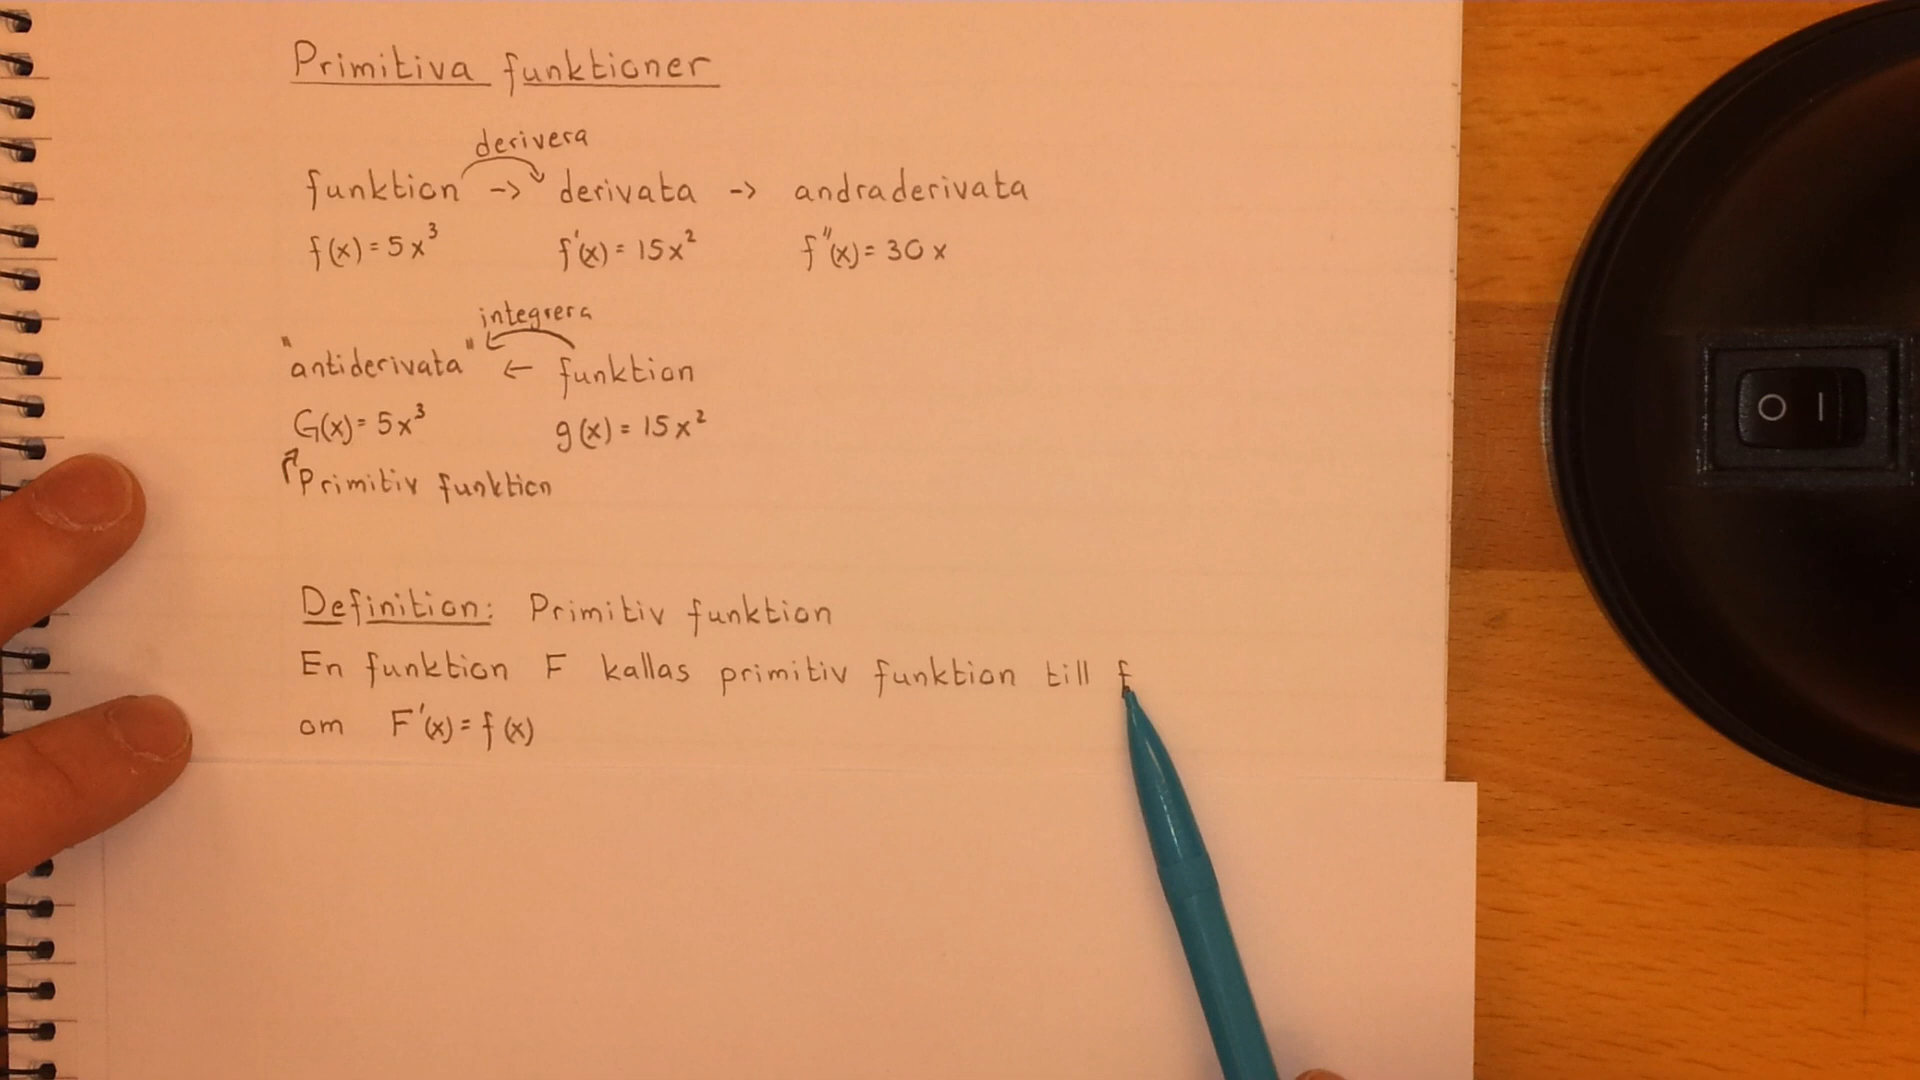 Primitiva funktioner
derivera
funktion -> derivata -> andraderivata
f(x) = 5x³ f'(x) = 15x² f"(x) = 30x
integrera
"antiderivata" <- funktion
G(x) = 5x³ g(x) = 15x²
Primitiv funktion
Definition: Primitiv funktion
En funktion F kallas primitiv funktion till f
om F'(x) = f(x)
O I